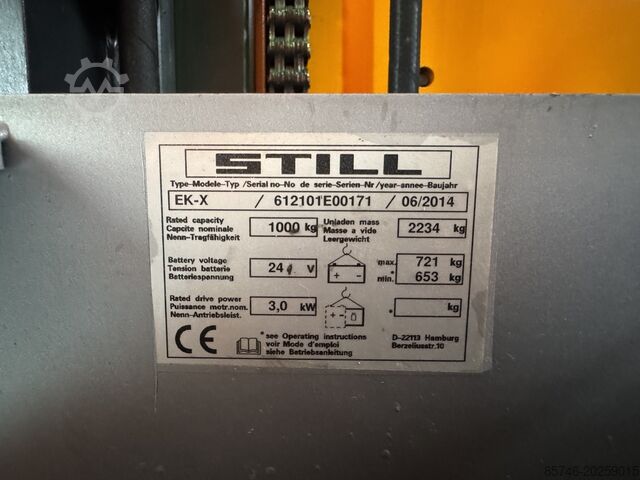 STILL
Type-Modele-Typ /Serial no-No de serie-Serien-Nr /year-annee-Baujahr
EK-X / 612101E00171 / 06/2014
Rated capacity
Capcite nominale
Nenn-Tragfähigkeit
1000 kg
Unladen mass
Masse a vide
Leergewicht
2234 kg
Battery voltage
Tension batterie
Batteriespannung
24 V
+ -
max. 721 kg
*min. 653 kg
Rated drive power
Puissance motr.nom.
Nenn-Antriebsleist.
3,0 kW
+ -
* kg
CE
*see Operating instructions
voir Mode d'emploi
siehe Betriebsanleitung
D-22113 Hamburg
Berzeliusstr.10
85748-20259015